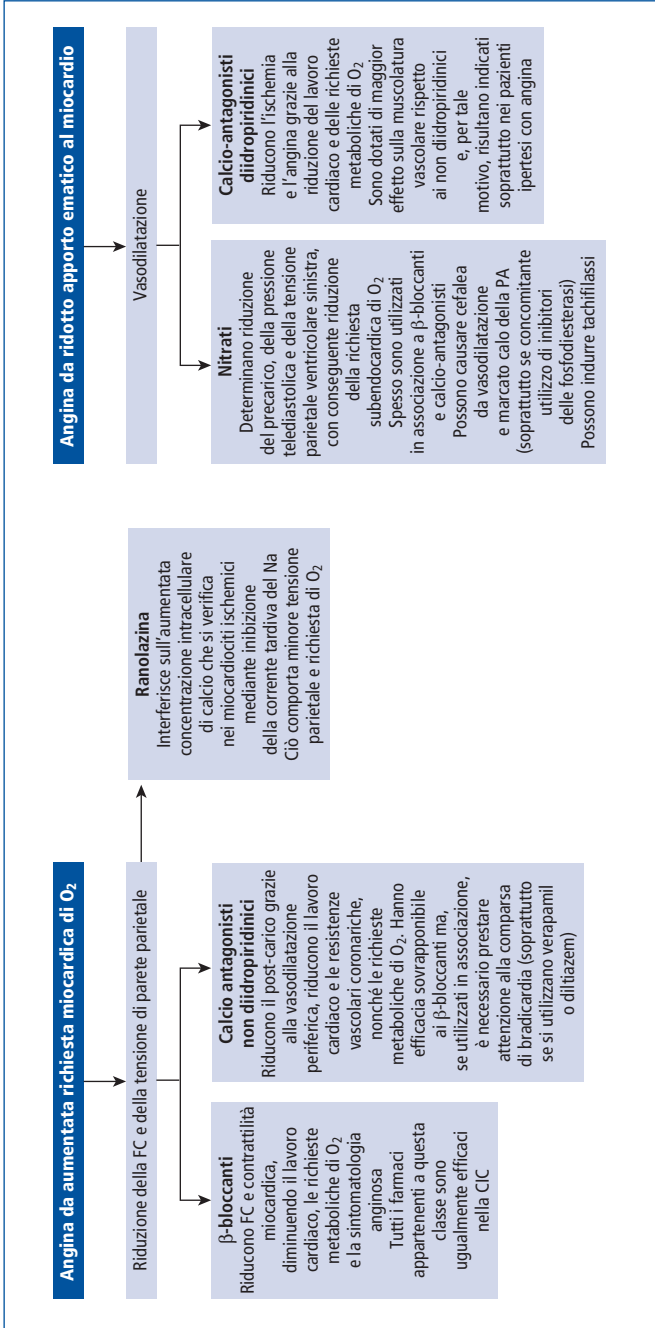 Angina da aumentata richiesta miocardica di O2
Riduzione della FC e della tensione di parete parietale
β-bloccanti
Riducono FC e contrattilità
miocardica,
diminuendo il lavoro
cardiaco, le richieste
metaboliche di O2
e la sintomatologia
anginosa
Tutti i farmaci
appartenenti a questa
classe sono
ugualmente efficaci
nella CIC
Calcio antagonisti
non diidropiridinici
Riducono il post-carico grazie
alla vasodilatazione
periferica, riducono il lavoro
cardiaco e le resistenze
vascolari coronariche,
nonché le richieste
metaboliche di O2. Hanno
efficacia sovrapponibile
ai β-bloccanti ma,
se utilizzati in associazione,
è necessario prestare
attenzione alla comparsa
di bradicardia (soprattutto
se si utilizzano verapamil
o diltiazem)
Ranolazina
Interferisce sull'aumentata
concentrazione intracellulare
di calcio che si verifica
nei miocardiociti ischemici
mediante inibizione
della corrente tardiva del Na
Ciò comporta minore tensione
parietale e richiesta di O2
Angina da ridotto apporto ematico al miocardio
Vasodilatazione
Nitrati
Determinano riduzione
del precarico, della pressione
telediastolica e della tensione
parietale ventricolare sinistra,
con conseguente riduzione
della richiesta
subendocardica di O2
Spesso sono utilizzati
in associazione a β-bloccanti
e calcio-antagonisti
Possono causare cefalea
da vasodilatazione
e marcato calo della PA
(soprattutto se concomitante
utilizzo di inibitori
delle fosfodiesterasi)
Possono indurre tachifilassi
Calcio-antagonisti
diidropiridinici
Riducono l'ischemia
e l'angina grazie alla
riduzione del lavoro
cardiaco e delle richieste
metaboliche di O2
Sono dotati di maggior
effetto sulla muscolatura
vascolare rispetto
ai non diidropiridinici
e, per tale
motivo, risultano indicati
soprattutto nei pazienti
ipertesi con angina